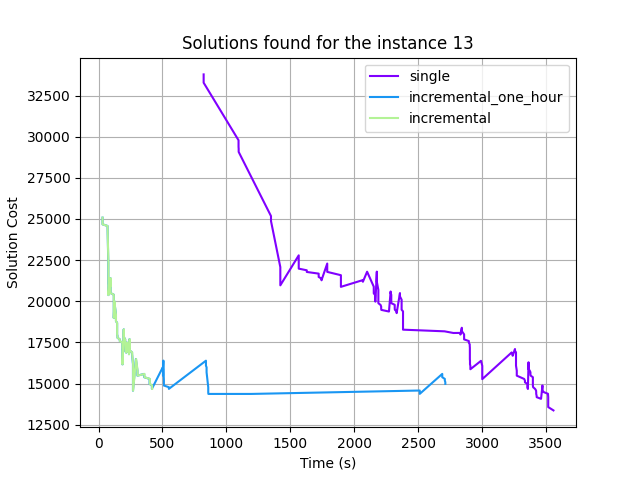 Solutions found for the instance 13
single
incremental_one_hour
incremental
32500
30000
27500
25000
22500
20000
17500
15000
12500
Solution Cost
0
500
1000
1500
2000
2500
3000
3500
Time (s)